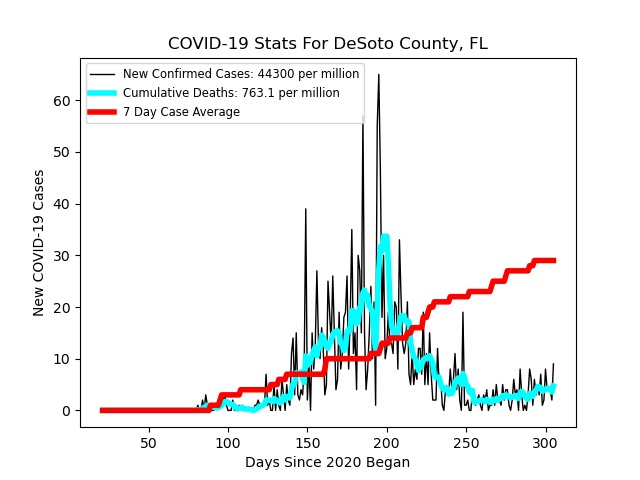 COVID-19 Stats For DeSoto County, FL
New Confirmed Cases: 44300 per million
Cumulative Deaths: 763.1 per million
7 Day Case Average
New COVID-19 Cases
60
50
40
30
20
10
0
50 100 150 200 250 300
Days Since 2020 Began